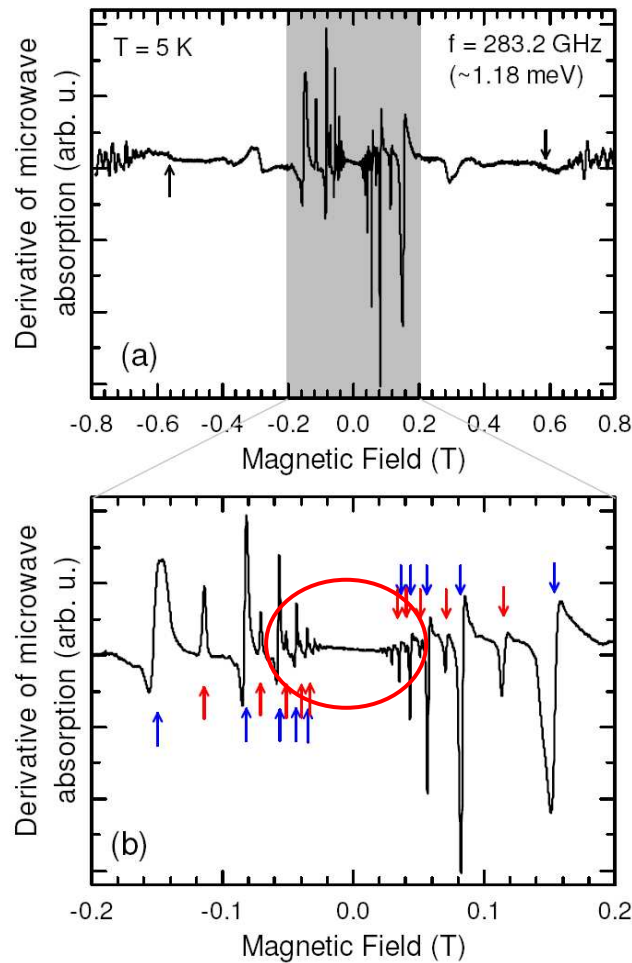 T = 5 K
f = 283.2 GHz
(~1.18 meV)
Derivative of microwave
absorption (arb. u.)
(a)
-0.8 -0.6 -0.4 -0.2 0.0 0.2 0.4 0.6 0.8
Magnetic Field (T)
Derivative of microwave
absorption (arb. u.)
(b)
-0.2 -0.1 0.0 0.1 0.2
Magnetic Field (T)